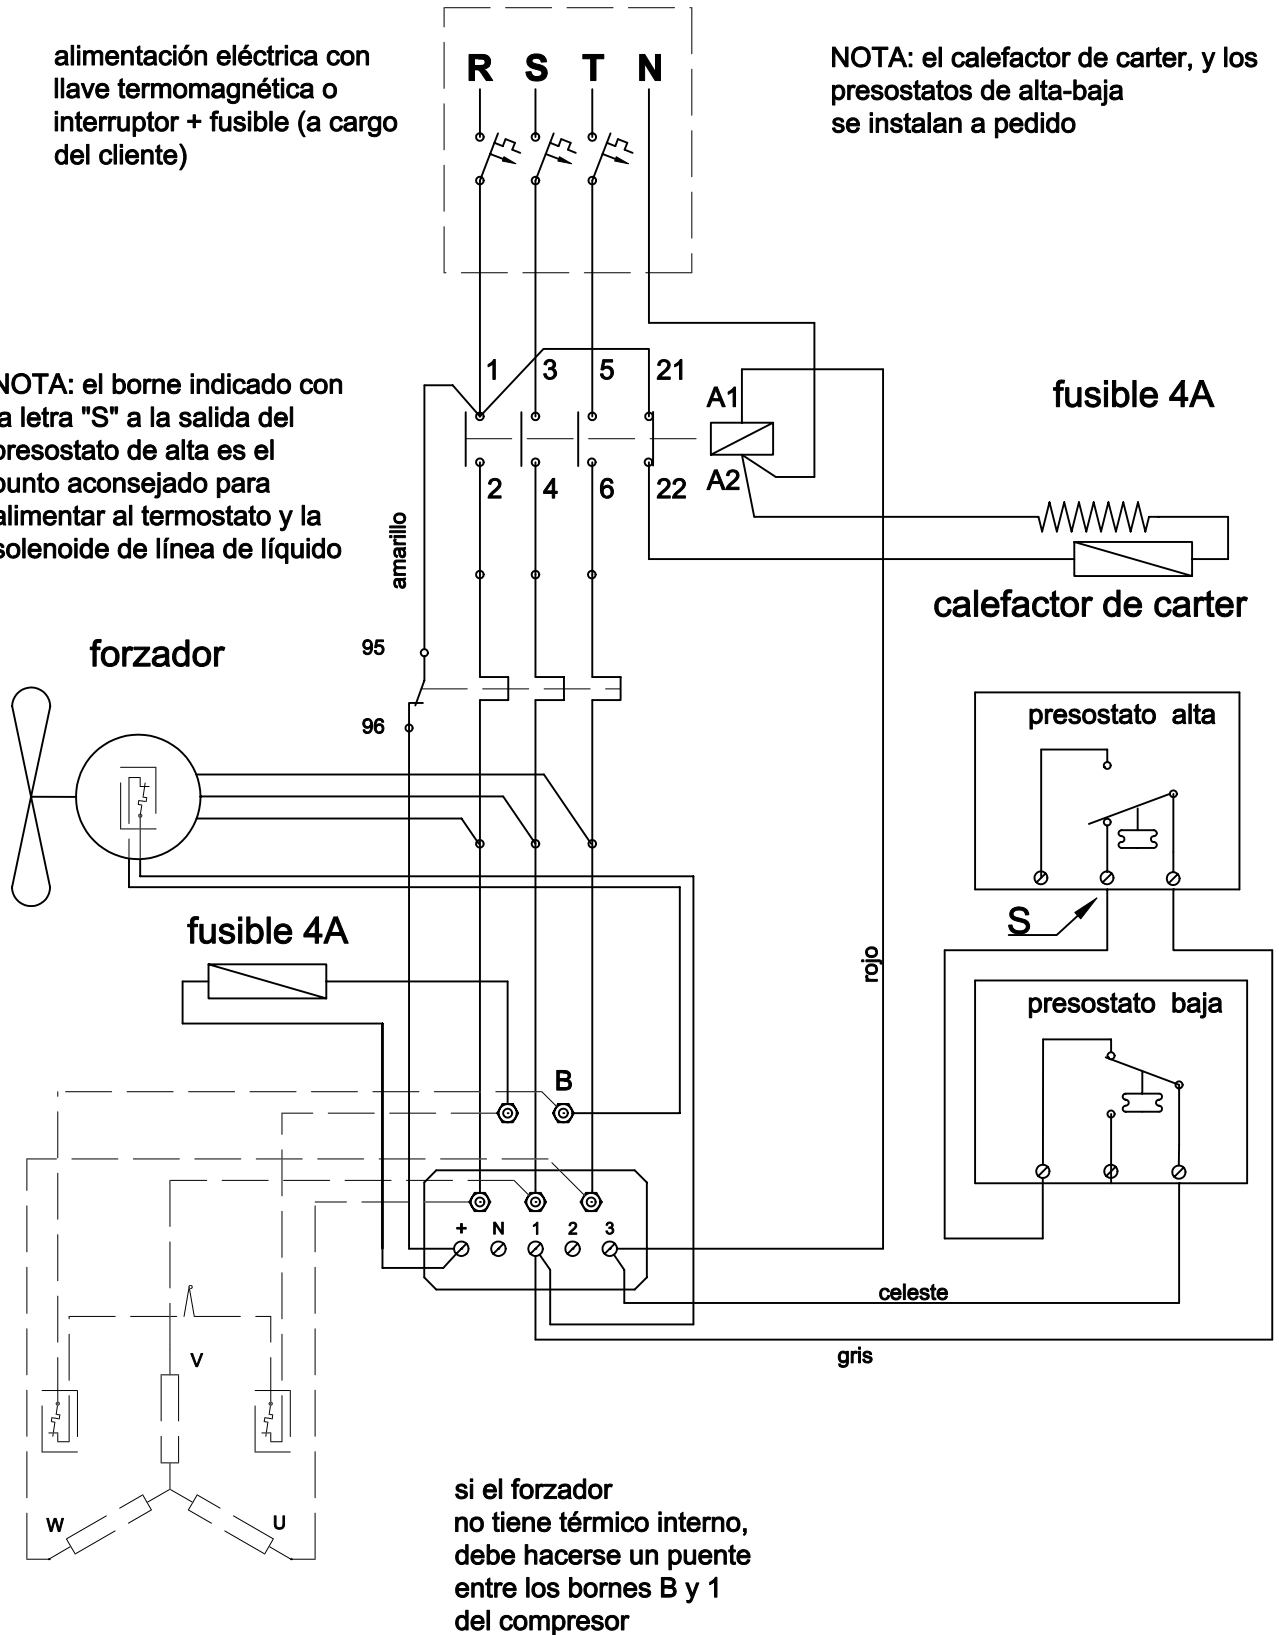 alimentación eléctrica con
llave termomagnética o
interruptor + fusible (a cargo
del cliente)
R S T N
NOTA: el calefactor de carter, y los
presostatos de alta-baja
se instalan a pedido
NOTA: el borne indicado con
la letra "S" a la salida del
presostato de alta es el
punto aconsejado para
alimentar al termostato y la
solenoide de línea de líquido
1 3 5 21
A1
2 4 6 22
A2
fusible 4A
calefactor de carter
amarillo
95
96
forzador
presostato alta
S
fusible 4A
rojo
presostato baja
B
+ N 1 2 3
celeste
gris
V
W
U
si el forzador
no tiene térmico interno,
debe hacerse un puente
entre los bornes B y 1
del compresor